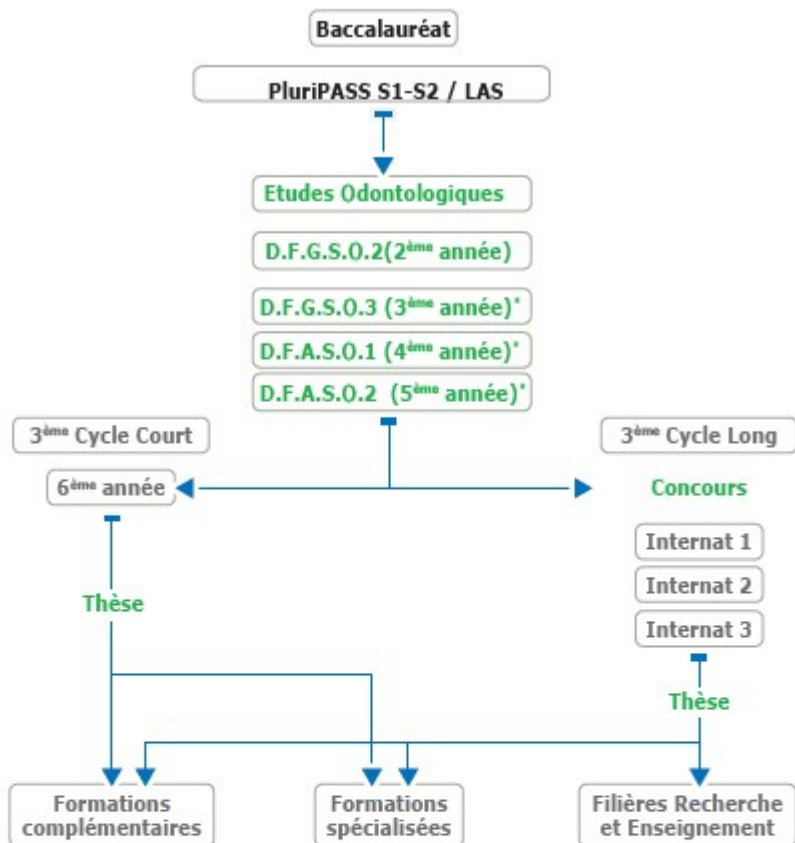 Baccalauréat
PluriPASS S1-S2 / LAS
Etudes Odontologiques
D.F.G.S.O.2(2ème année)
D.F.G.S.O.3 (3ème année)*
D.F.A.S.O.1 (4ème année)*
D.F.A.S.O.2 (5ème année)*
3ème Cycle Court
3ème Cycle Long
6ème année
Concours
Internat 1
Internat 2
Internat 3
Thèse
Thèse
Formations
complémentaires
Formations
spécialisées
Filières Recherche
et Enseignement